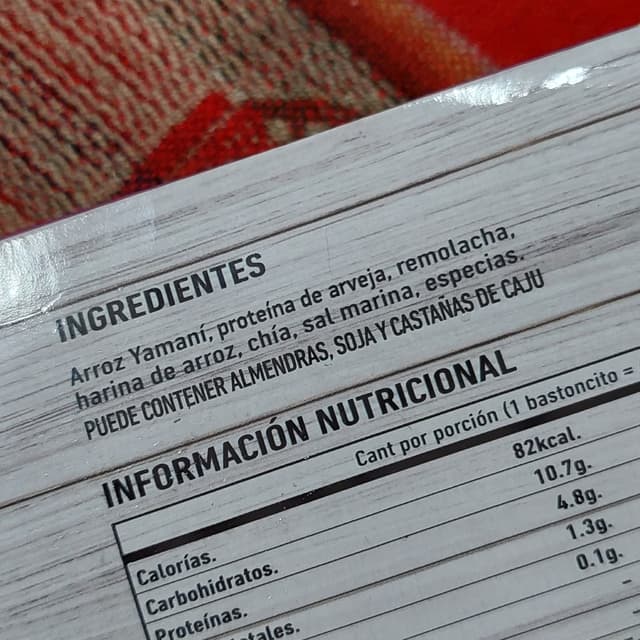 INGREDIENTES
Arroz Yamaní, proteína de arveja, remolacha,
harina de arroz, chía, sal marina, especias.
PUEDE CONTENER ALMENDRAS, SOJA Y CASTAÑAS DE CAJU
INFORMACIÓN NUTRICIONAL
Cant por porción (1 bastoncito =
Calorías. 82kcal.
Carbohidratos. 10.7g.
Proteínas. 4.8g.
1.3g.
0.1g.